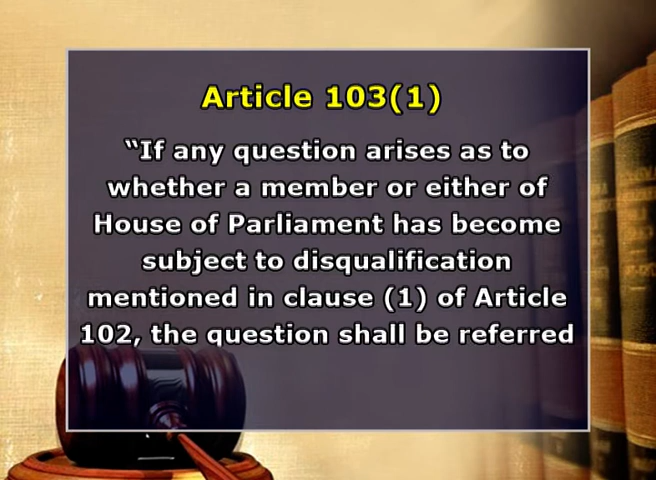 Article 103(1)
“If any question arises as to
whether a member or either of
House of Parliament has become
subject to disqualification
mentioned in clause (1) of Article
102, the question shall be referred